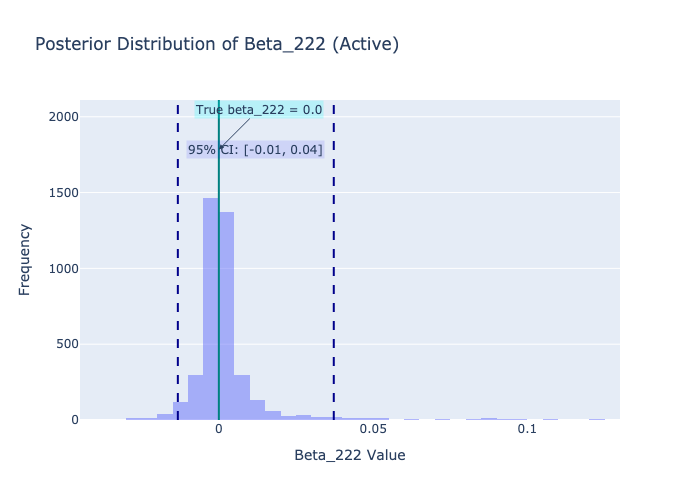 Posterior Distribution of Beta_222 (Active)
True beta_222 = 0.0
95% CI: [-0.01, 0.04]
2000
1500
1000
500
0
Frequency
0
0.05
0.1
Beta_222 Value